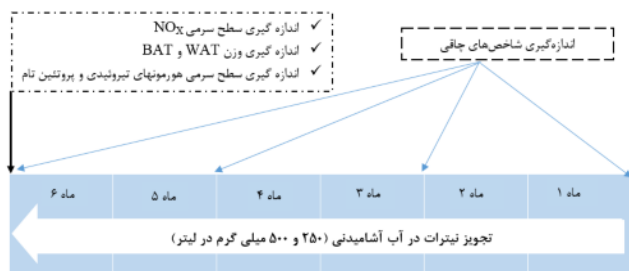 ✓ اندازه گیری سطح سرمی NOX
✓ اندازه گیری وزن WAT و BAT
✓ اندازه گیری سطح سرمی هورمونهای تیروئیدی و پروتئین تام
اندازه‌گیری شاخص‌های چاقی
ماه ۱
ماه ۲
ماه ۳
ماه ۴
ماه ۵
ماه ۶
تجویز نیترات در آب آشامیدنی (۲۵۰ و ۵۰۰ میلی گرم در لیتر)